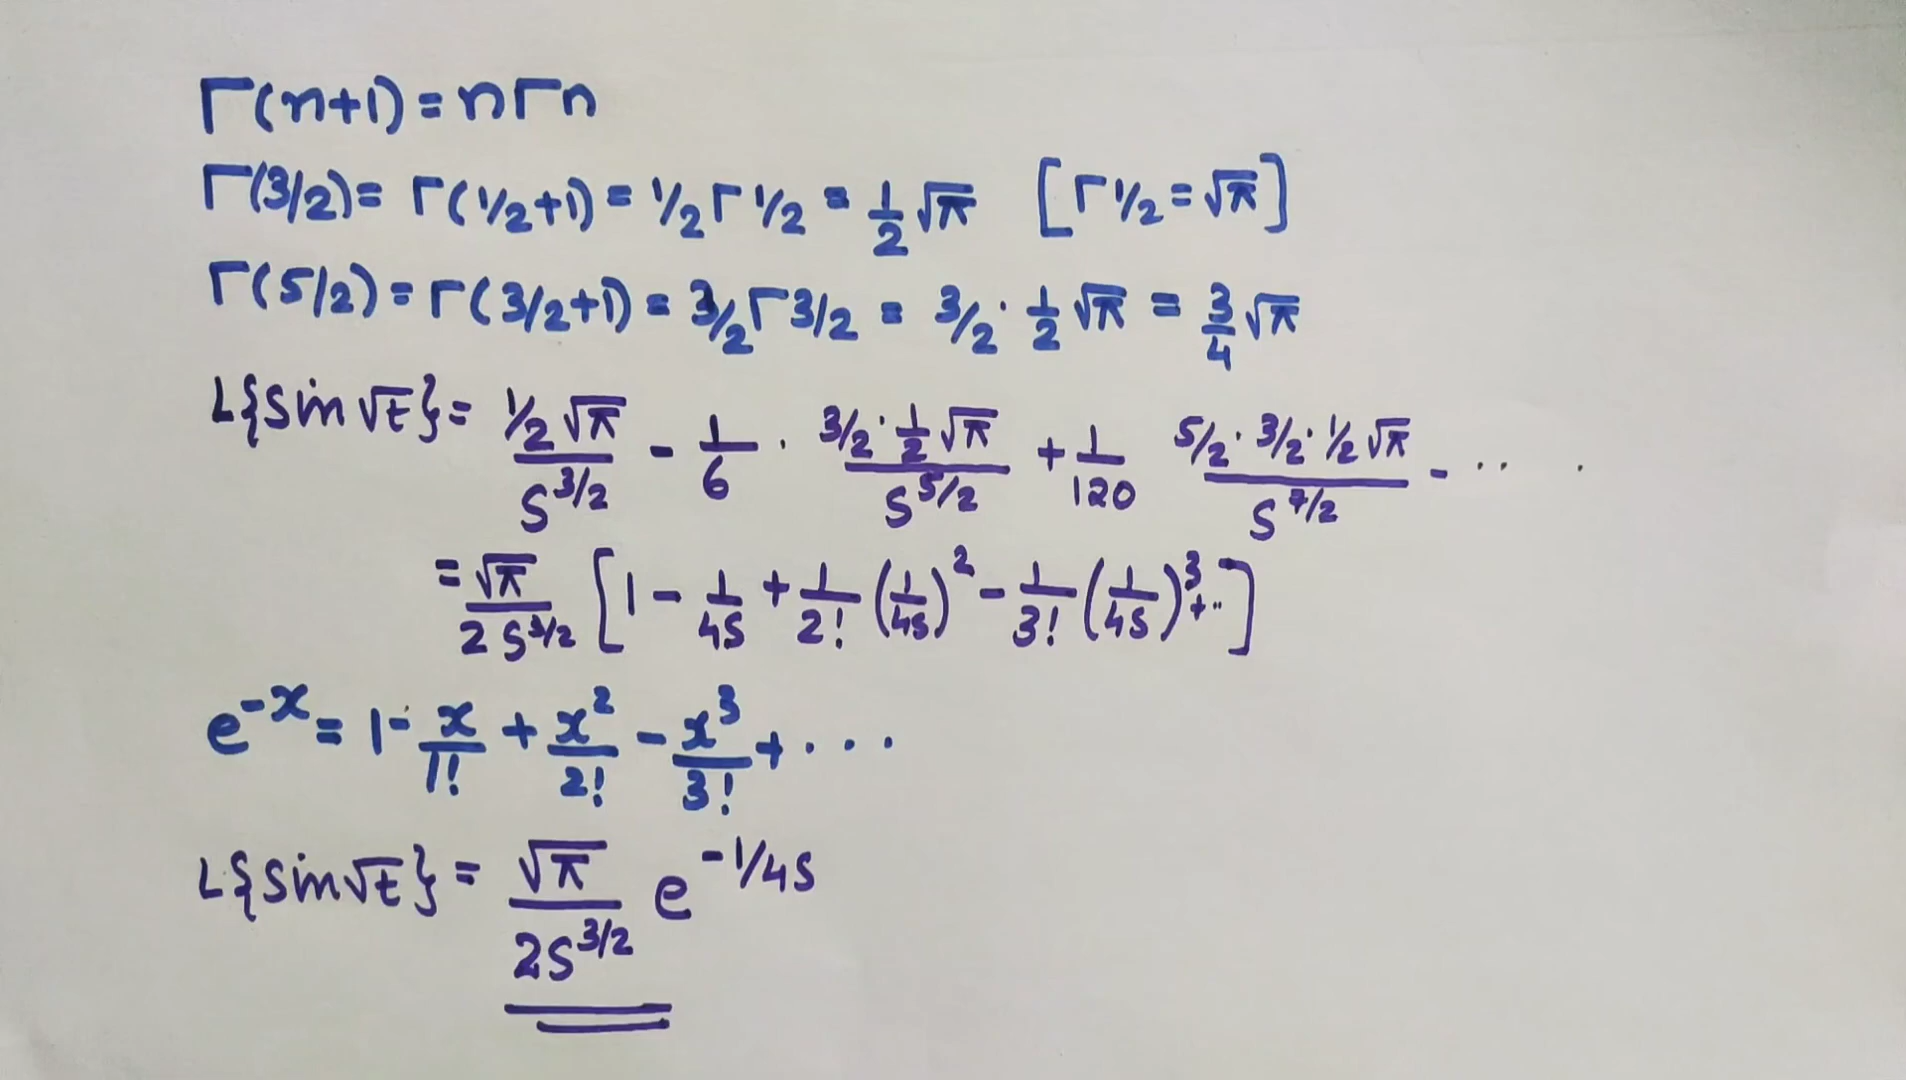 Γ(n+1) = nΓn
Γ(3/2) = Γ(1/2+1) = 1/2 Γ 1/2 = 1/2 √π [Γ1/2 = √π]
Γ(5/2) = Γ(3/2+1) = 3/2 Γ 3/2 = 3/2 · 1/2 √π = 3/4 √π
L{sin √t} = (1/2 √π)/(s^3/2) - 1/6 · (3/2 · 1/2 √π)/(s^5/2) + 1/120 (5/2 · 3/2 · 1/2 √π)/(s^7/2) - ...
= √π/(2 s^3/2) [1 - 1/4s + 1/2! (1/4s)^2 - 1/3! (1/4s)^3 + ..]
e^-x = 1 - x/1! + x^2/2! - x^3/3! + ...
L{sin√t} = √π/(2s^3/2) e^-1/4s